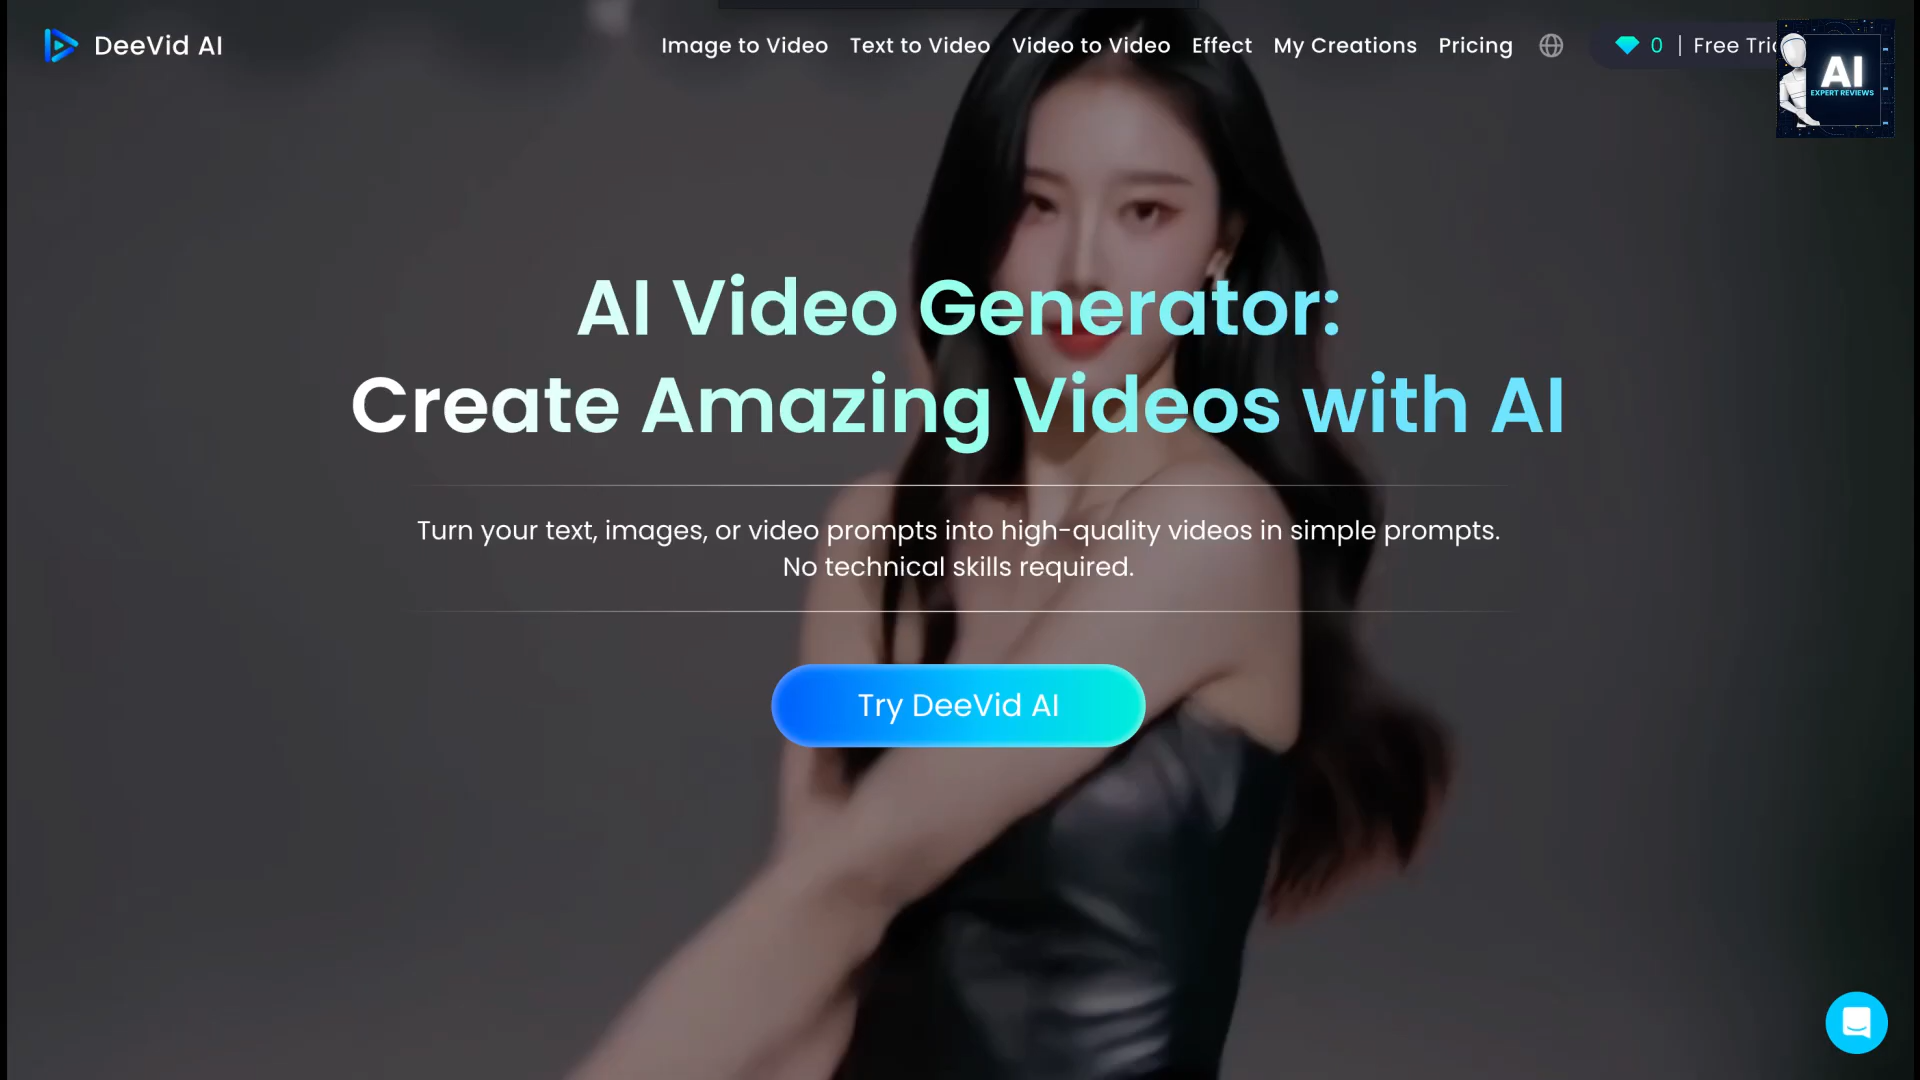 DeeVid AI
Image to Video
Text to Video
Video to Video
Effect
My Creations
Pricing
0 | Free
AI
EXPERT REVIEWS
AI Video Generator:
Create Amazing Videos with AI
Turn your text, images, or video prompts into high-quality videos in simple prompts.
No technical skills required.
Try DeeVid AI